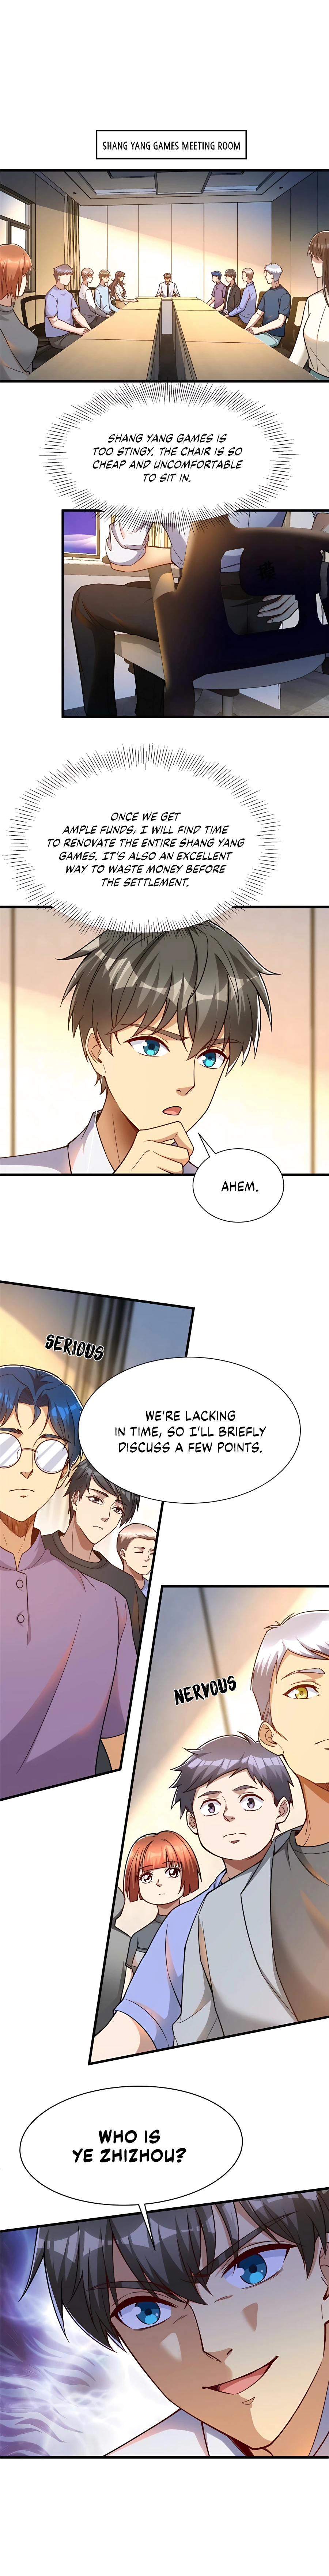 SHANG YANG GAMES MEETING ROOM
SHANG YANG GAMES IS
TOO STINGY. THE CHAIR IS SO
CHEAP AND UNCOMFORTABLE
TO SIT IN.
ONCE WE GET
AMPLE FUNDS, I WILL FIND TIME
TO RENOVATE THE ENTIRE SHANG YANG
GAMES. IT'S ALSO AN EXCELLENT
WAY TO WASTE MONEY BEFORE
THE SETTLEMENT.
AHEM.
SERIOUS
WE'RE LACKING
IN TIME, SO I'LL BRIEFLY
DISCUSS A FEW POINTS.
NERVOUS
WHO IS
YE ZHIZHOU?